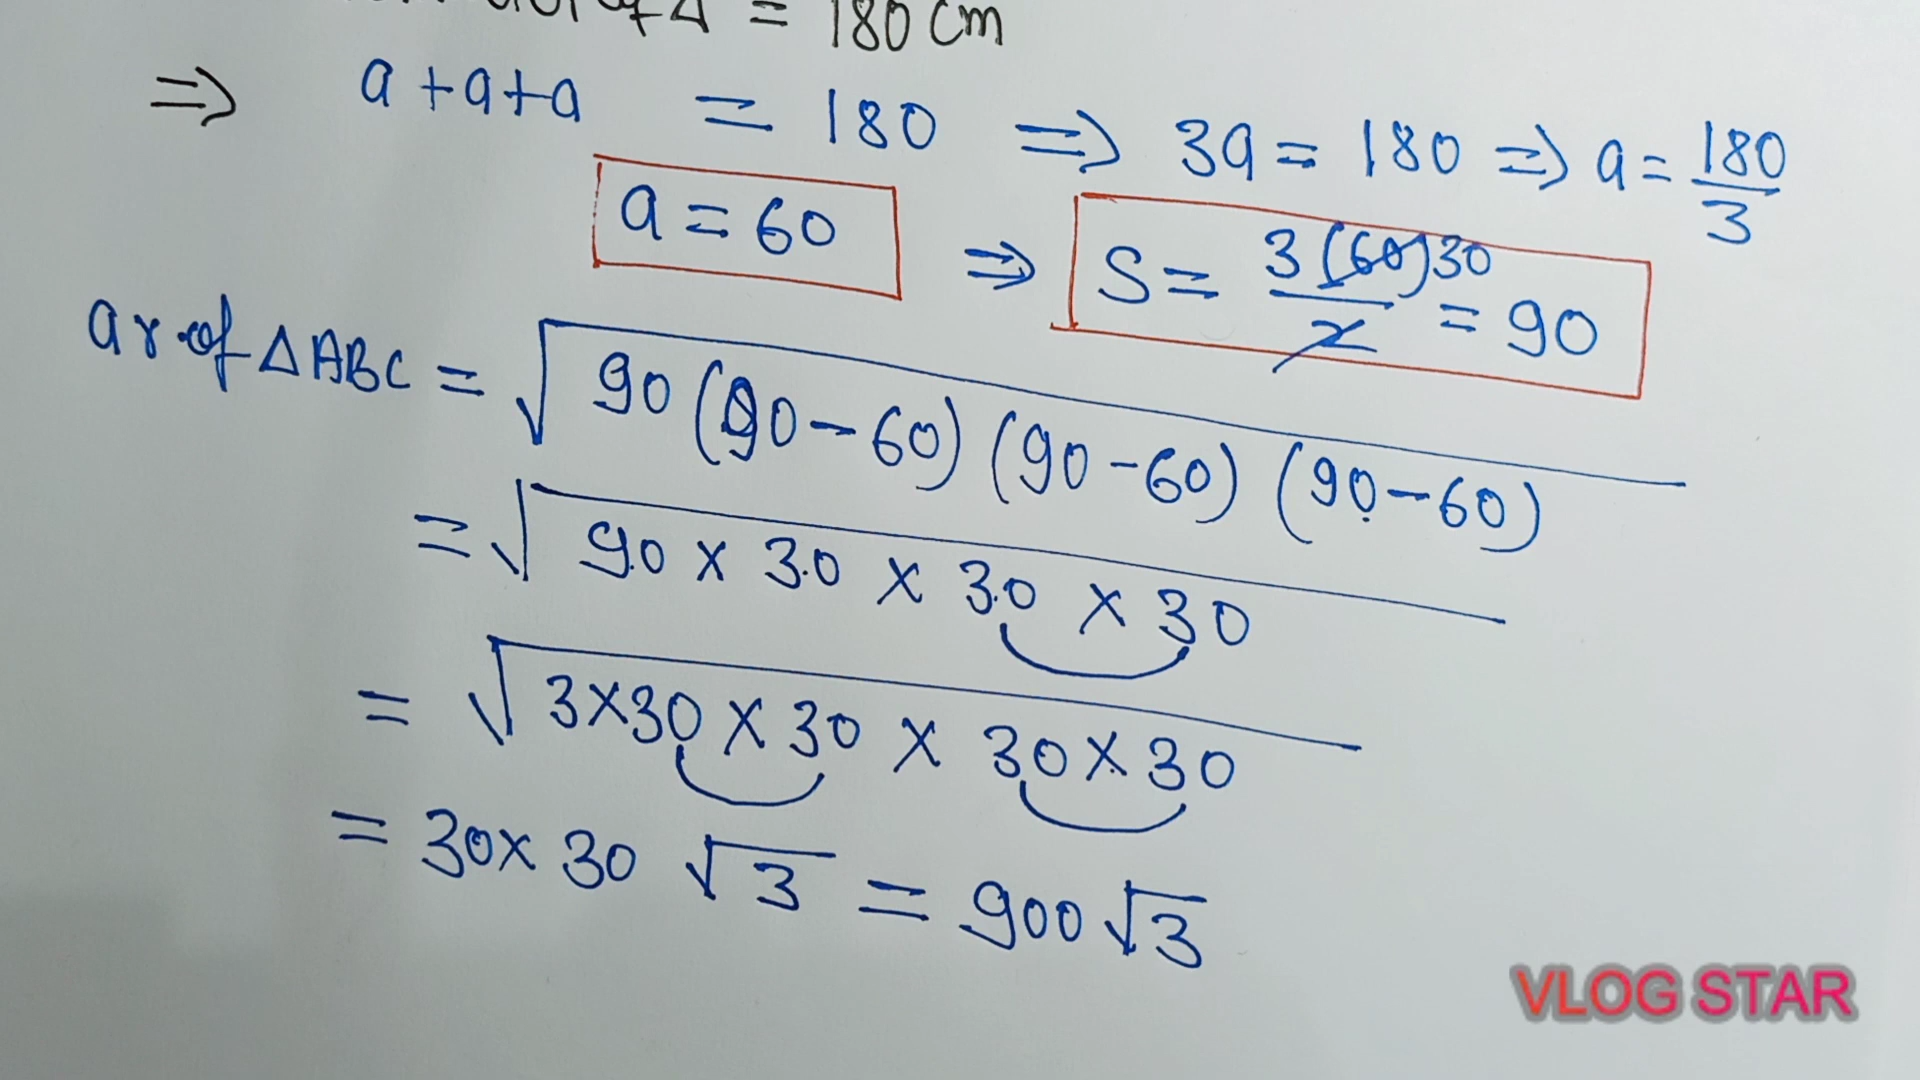 of Δ = 180 cm
⇒ a+a+a = 180 ⇒ 3a = 180 ⇒ a = 180/3
a = 60 ⇒ S = 3(60)30/2 = 90
ar of ΔABC = √90(90-60)(90-60)(90-60)
= √90 × 30 × 30 × 30
= √3×30 × 30 × 30×30
= 30×30 √3 = 900√3
VLOG STAR